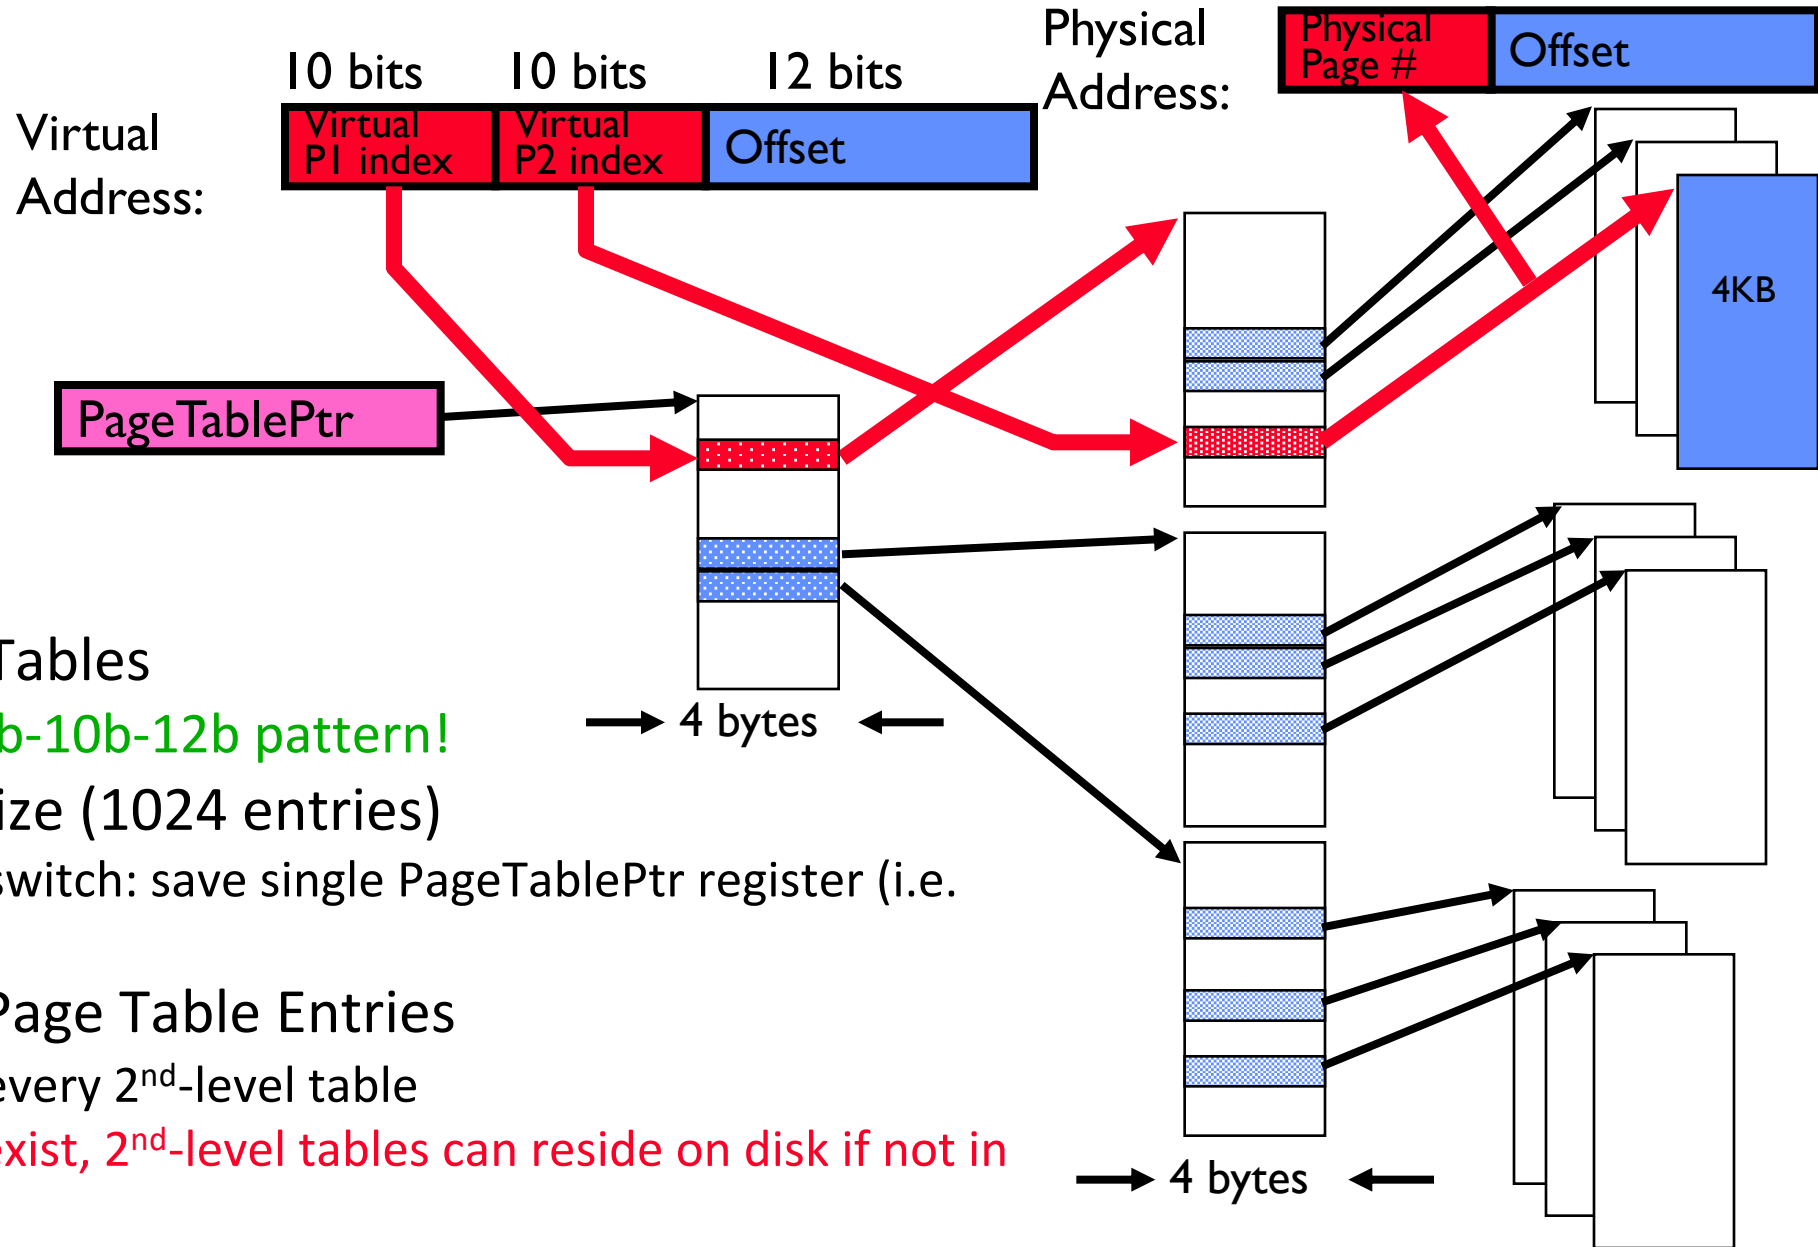 10 bits 10 bits 12 bits
Virtual
Address:
Virtual
P1 index
Virtual
P2 index
Offset
Physical
Address:
Physical
Page #
Offset
4KB
PageTablePtr
4 bytes
Tables
b-10b-12b pattern!
ize (1024 entries)
switch: save single PageTablePtr register (i.e.
Page Table Entries
every 2nd-level table
exist, 2nd-level tables can reside on disk if not in
4 bytes